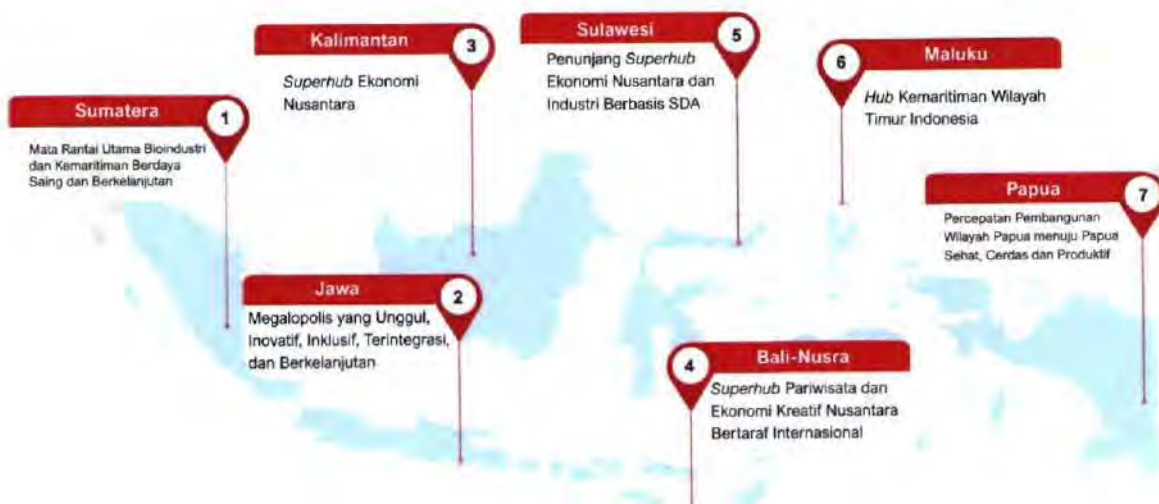 Sumatera
1
Mata Rantai Utama Bioindustri
dan Kemaritiman Berdaya
Saing dan Berkelanjutan
Jawa
2
Megalopolis yang Unggul,
Inovatif, Inklusif, Terintegrasi,
dan Berkelanjutan
Kalimantan
3
Superhub Ekonomi
Nusantara
4
Bali-Nusra
Superhub Pariwisata dan
Ekonomi Kreatif Nusantara
Bertaraf Internasional
Sulawesi
5
Penunjang Superhub
Ekonomi Nusantara dan
Industri Berbasis SDA
6
Maluku
Hub Kemaritiman Wilayah
Timur Indonesia
Papua
7
Percepatan Pembangunan
Wilayah Papua menuju Papua
Sehat, Cerdas dan Produktif